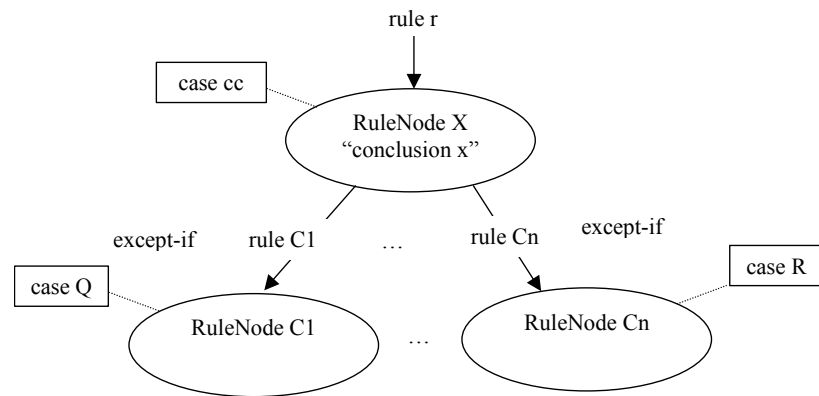 rule r
case cc
RuleNode X
“conclusion x”
except-if
rule C1
…
rule Cn
except-if
case Q
case R
RuleNode C1
…
RuleNode Cn